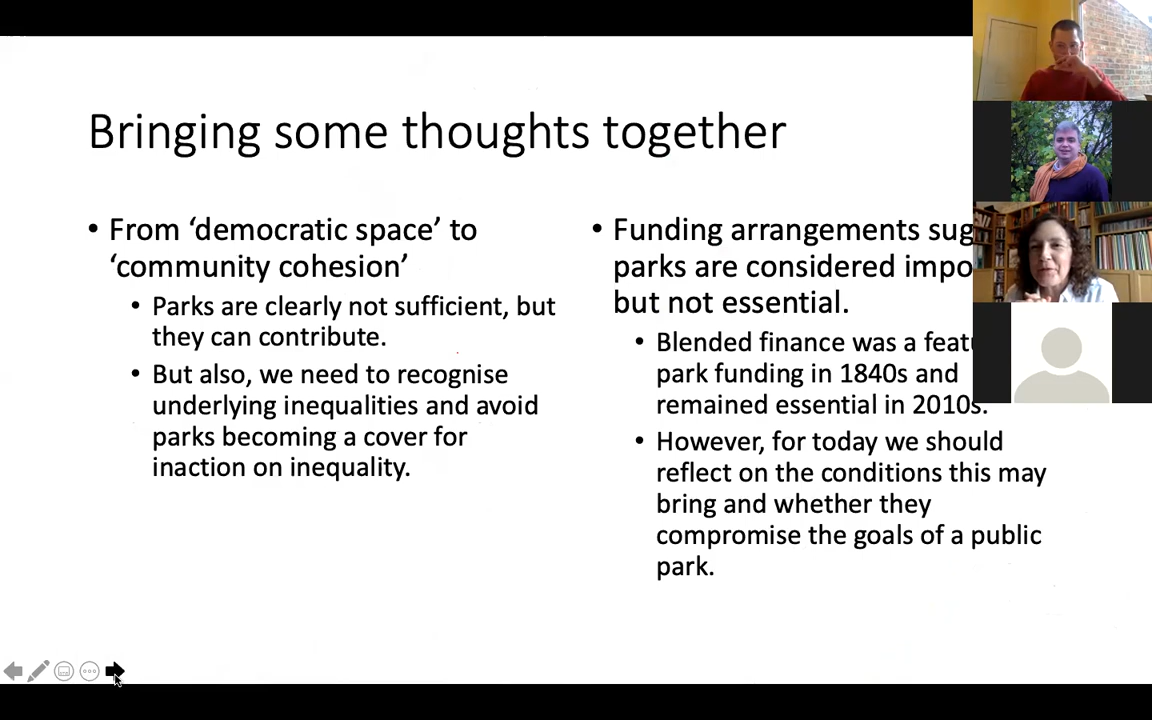 Bringing some thoughts together
• From ‘democratic space’ to
‘community cohesion’
• Parks are clearly not sufficient, but
they can contribute.
• But also, we need to recognise
underlying inequalities and avoid
parks becoming a cover for
inaction on inequality.
• Funding arrangements
parks are considered
but not essential.
• Blended finance was a
park funding in 1840s and
remained essential in 2010s.
• However, for today we should
reflect on the conditions this may
bring and whether they
compromise the goals of a public
park.